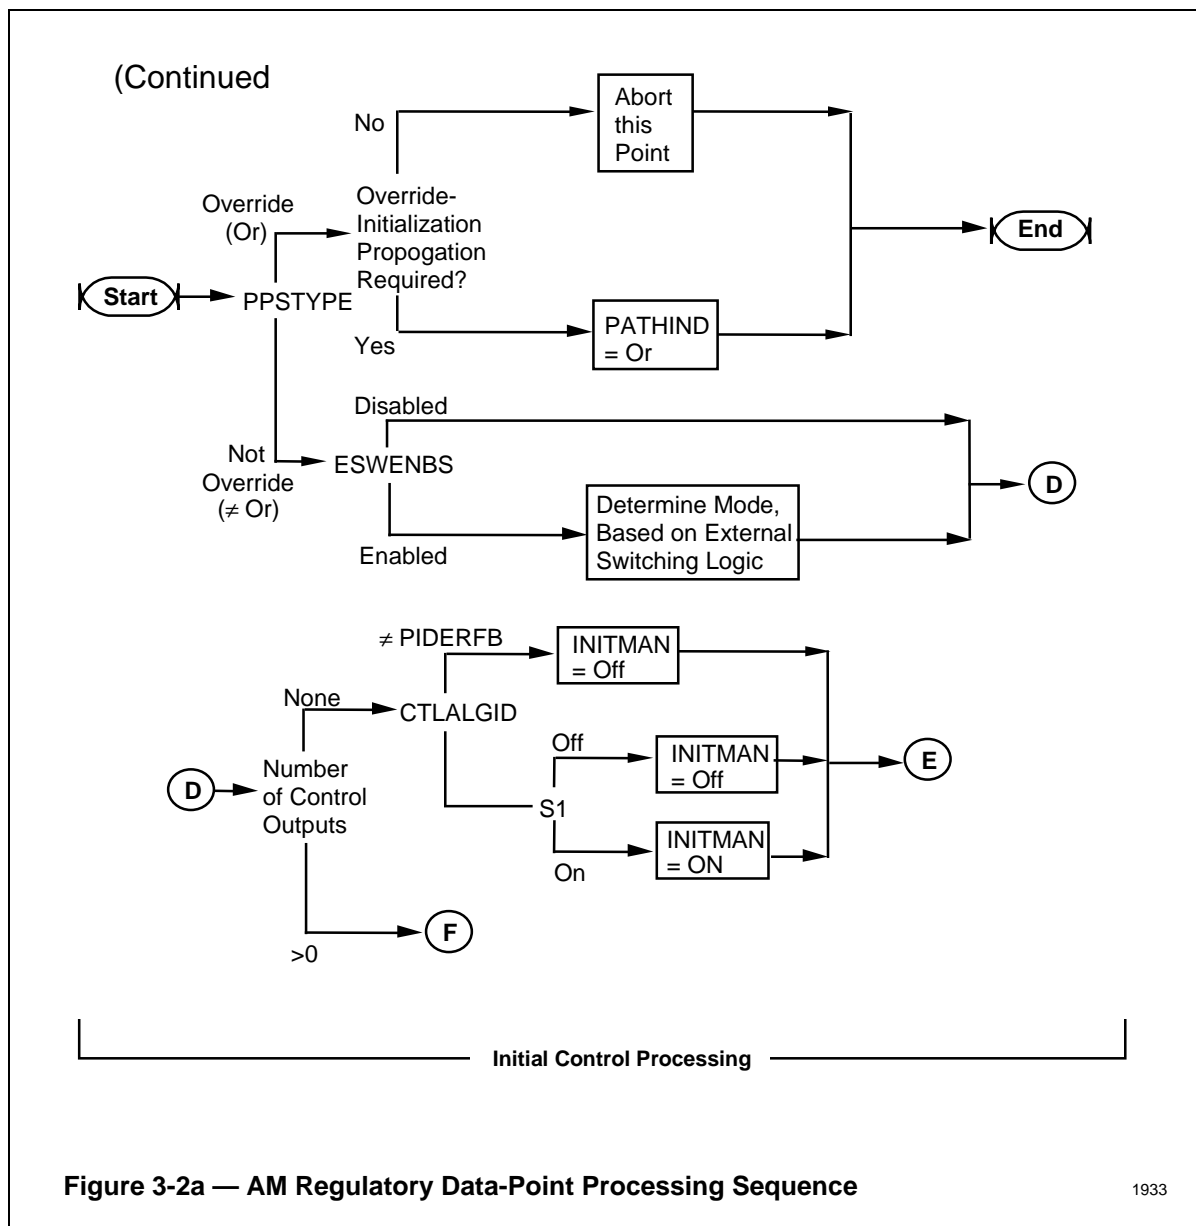 (Continued
No
Abort
this
Point
Override
(Or)
Override-
Initialization
Propogation
Required?
End
Start
PPSTYPE
Yes
PATHIND
= Or
Disabled
Not
Override
(≠ Or)
ESWENBS
D
Determine Mode,
Based on External
Switching Logic
Enabled
≠ PIDERFB
INITMAN
= Off
None
CTLALGID
Off
INITMAN
= Off
E
D
Number
of Control
Outputs
S1
INITMAN
= ON
On
F
>0
Initial Control Processing
Figure 3-2a — AM Regulatory Data-Point Processing Sequence
1933